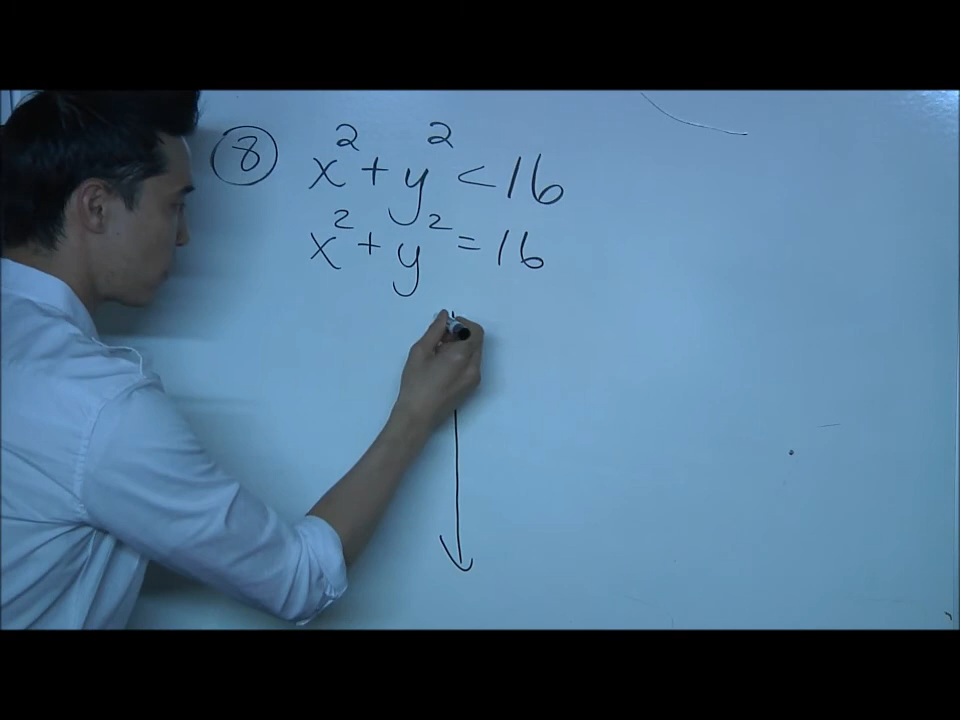 ⑧ x² + y² < 16
x² + y² = 16